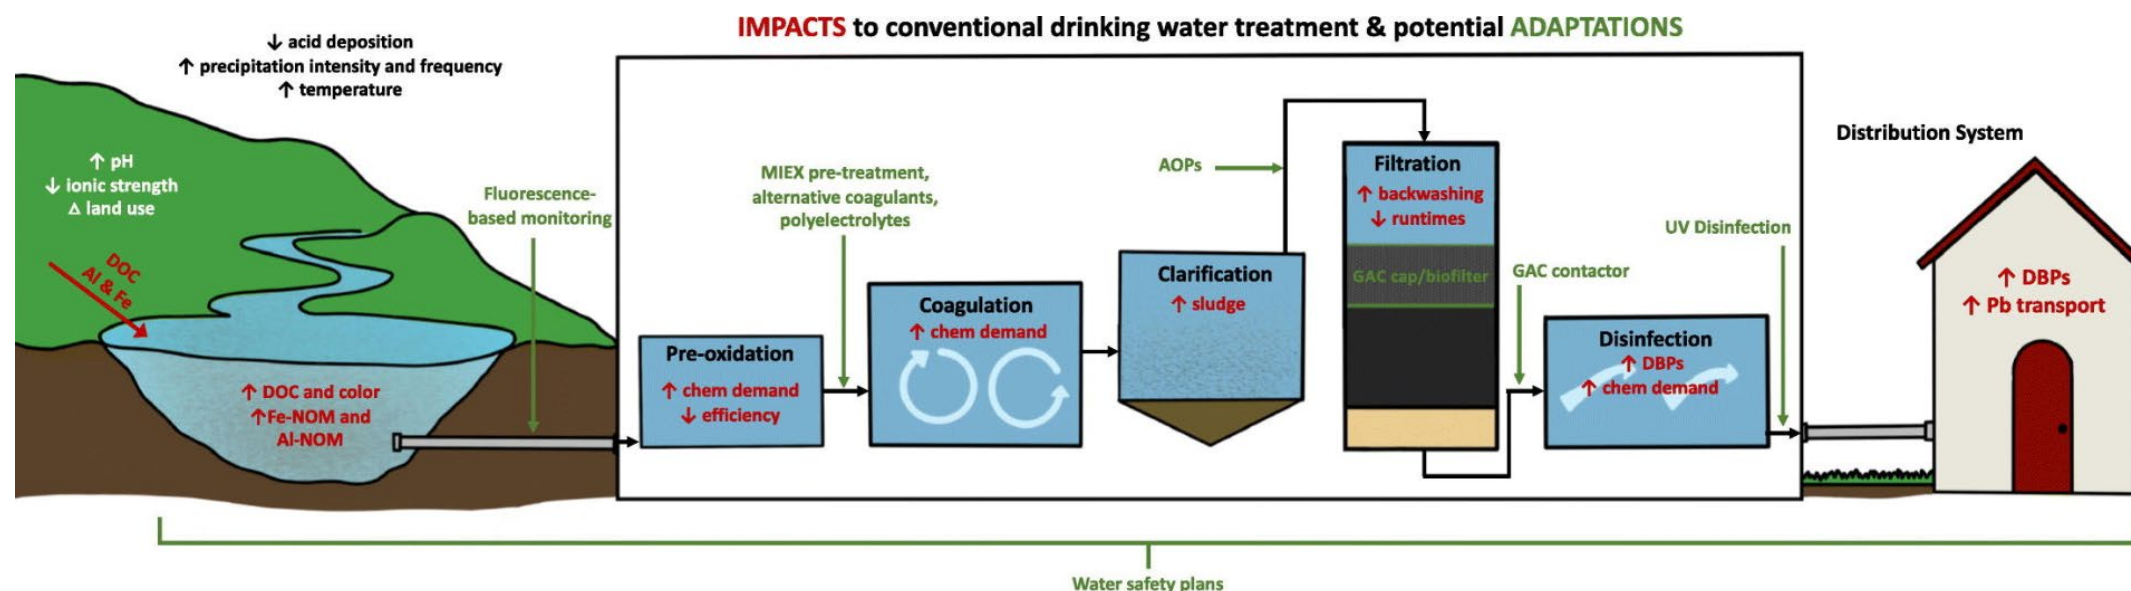 IMPACTS to conventional drinking water treatment & potential ADAPTATIONS
↓ acid deposition
↑ precipitation intensity and frequency
↑ temperature
↑ pH
↓ ionic strength
Δ land use
DOC
Al & Fe
↑ DOC and color
↑Fe-NOM and
Al-NOM
Fluorescence-
based monitoring
Pre-oxidation
↑ chem demand
↓ efficiency
MIEX pre-treatment,
alternative coagulants,
polyelectrolytes
Coagulation
↑ chem demand
Clarification
↑ sludge
AOPs
Filtration
↑ backwashing
↓ runtimes
GAC cap/biofilter
GAC contactor
Disinfection
↑ DBPs
↑ chem demand
UV Disinfection
Distribution System
↑ DBPs
↑ Pb transport
Water safety plans